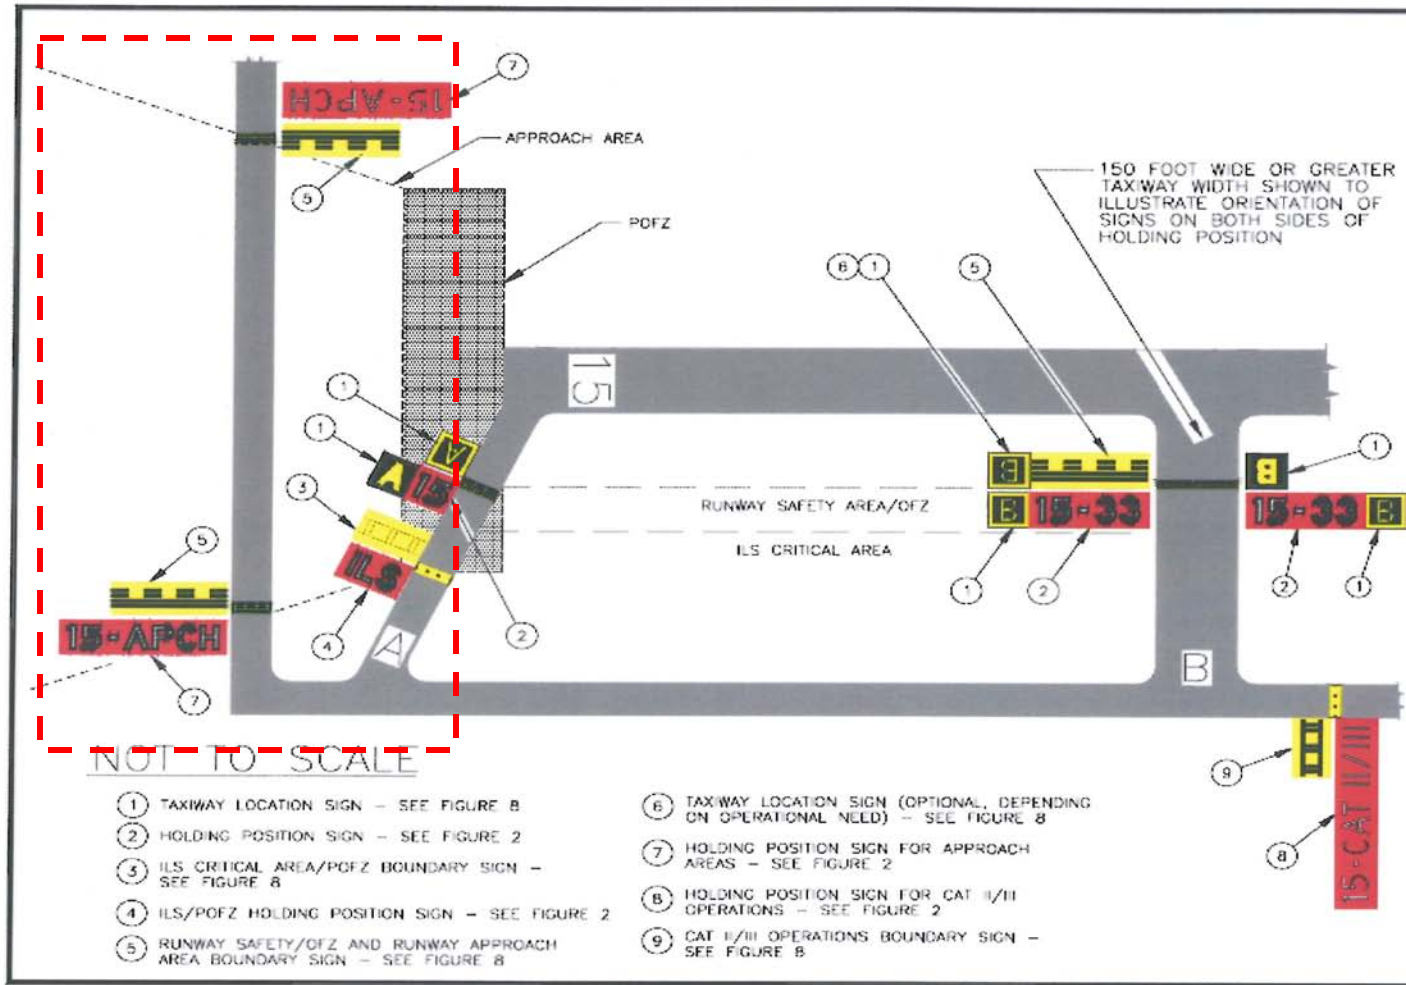 15-APCH
7
APPROACH AREA
5
150 FOOT WIDE OR GREATER
TAXIWAY WIDTH SHOWN TO
ILLUSTRATE ORIENTATION OF
SIGNS ON BOTH SIDES OF
HOLDING POSITION
POFZ
6 1 5
15
1
1
A
A
15
3
B
B
1
RUNWAY SAFETY AREA/OFZ
B 15-33
15-33 B
ILS CRITICAL AREA
5
ILS
1 2
2 1
4
2
15-APCH
A
B
7
9
15-CAT II/III
8
NOT TO SCALE
1 TAXIWAY LOCATION SIGN – SEE FIGURE 8
2 HOLDING POSITION SIGN – SEE FIGURE 2
3 ILS CRITICAL AREA/POFZ BOUNDARY SIGN –
SEE FIGURE 8
4 ILS/POFZ HOLDING POSITION SIGN – SEE FIGURE 2
5 RUNWAY SAFETY/OFZ AND RUNWAY APPROACH
AREA BOUNDARY SIGN – SEE FIGURE 8
6 TAXIWAY LOCATION SIGN (OPTIONAL, DEPENDING
ON OPERATIONAL NEED) – SEE FIGURE 8
7 HOLDING POSITION SIGN FOR APPROACH
AREAS – SEE FIGURE 2
8 HOLDING POSITION SIGN FOR CAT II/III
OPERATIONS – SEE FIGURE 2
9 CAT II/III OPERATIONS BOUNDARY SIGN –
SEE FIGURE 8